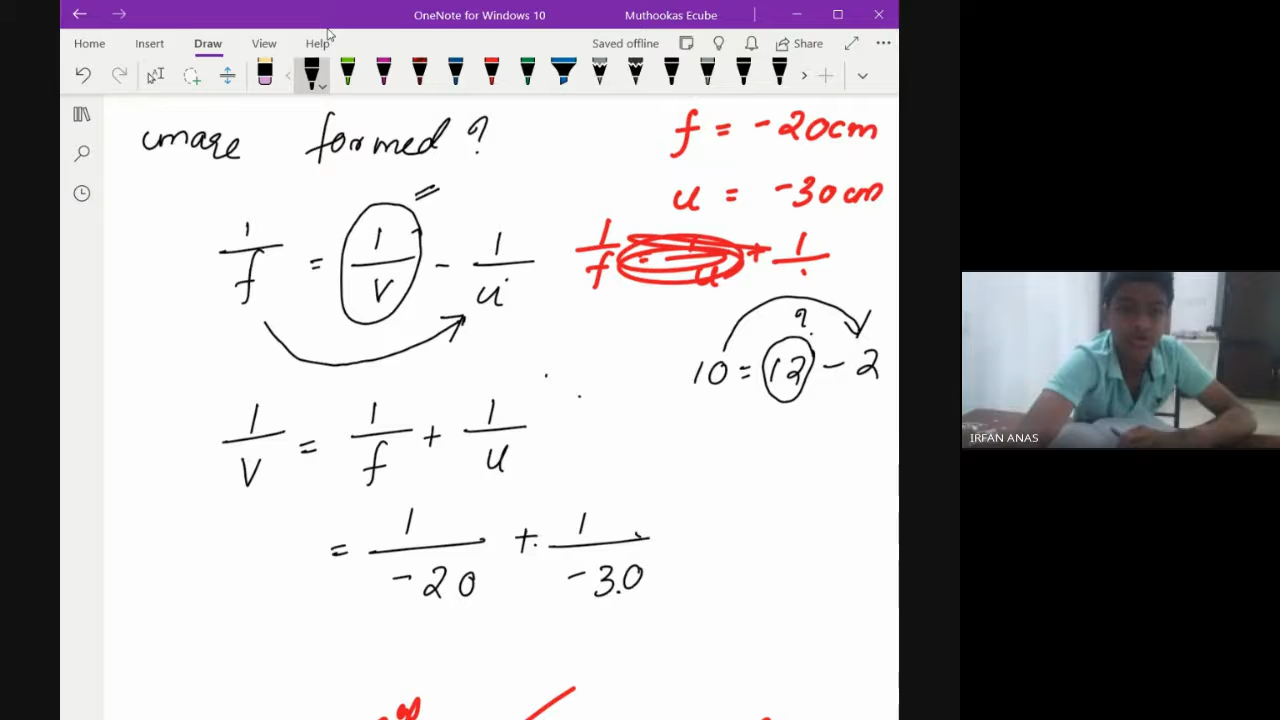 OneNote for Windows 10 Muthookas Ecube
Home Insert Draw View Help Saved offline Share
image formed ?
f = -20cm
u = -30cm
1/f = 1/v - 1/u
1/f + 1/
?
10 = 12 - 2
1/v = 1/f + 1/u
= 1/-20 + 1/-30
IRFAN ANAS